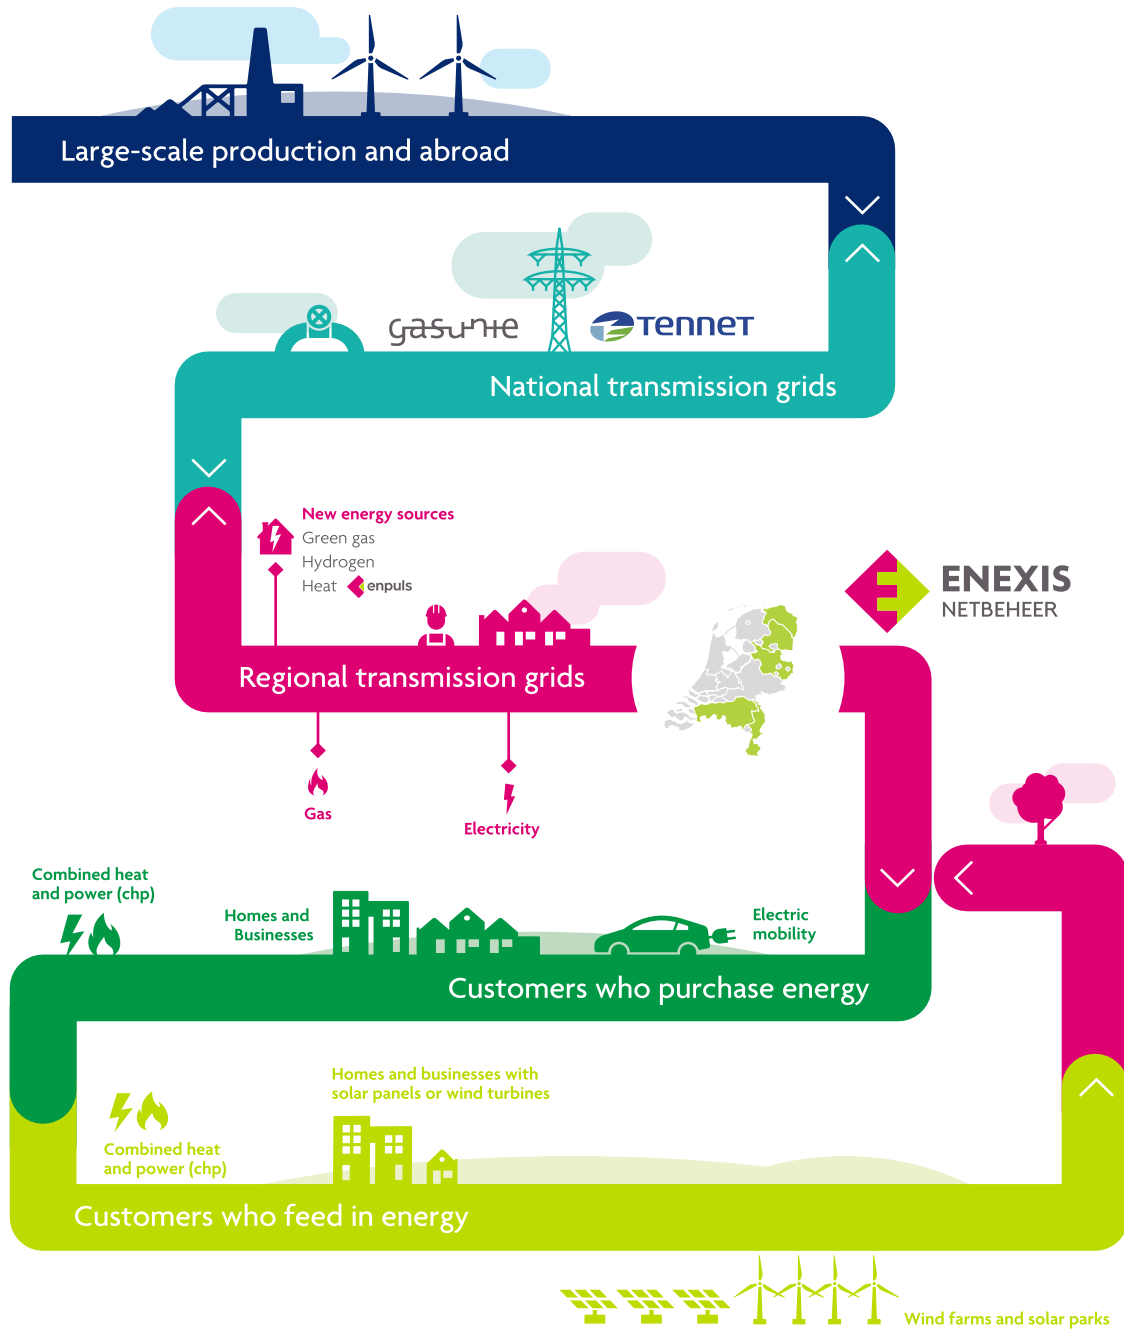 Large-scale production and abroad
gasunie
TENNET
National transmission grids
New energy sources
Green gas
Hydrogen
Heat enpuls
ENEXIS
NETBEHEER
Regional transmission grids
Gas
Electricity
Combined heat
and power (chp)
Homes and
Businesses
Electric
mobility
Customers who purchase energy
Homes and businesses with
solar panels or wind turbines
Combined heat
and power (chp)
Customers who feed in energy
Wind farms and solar parks